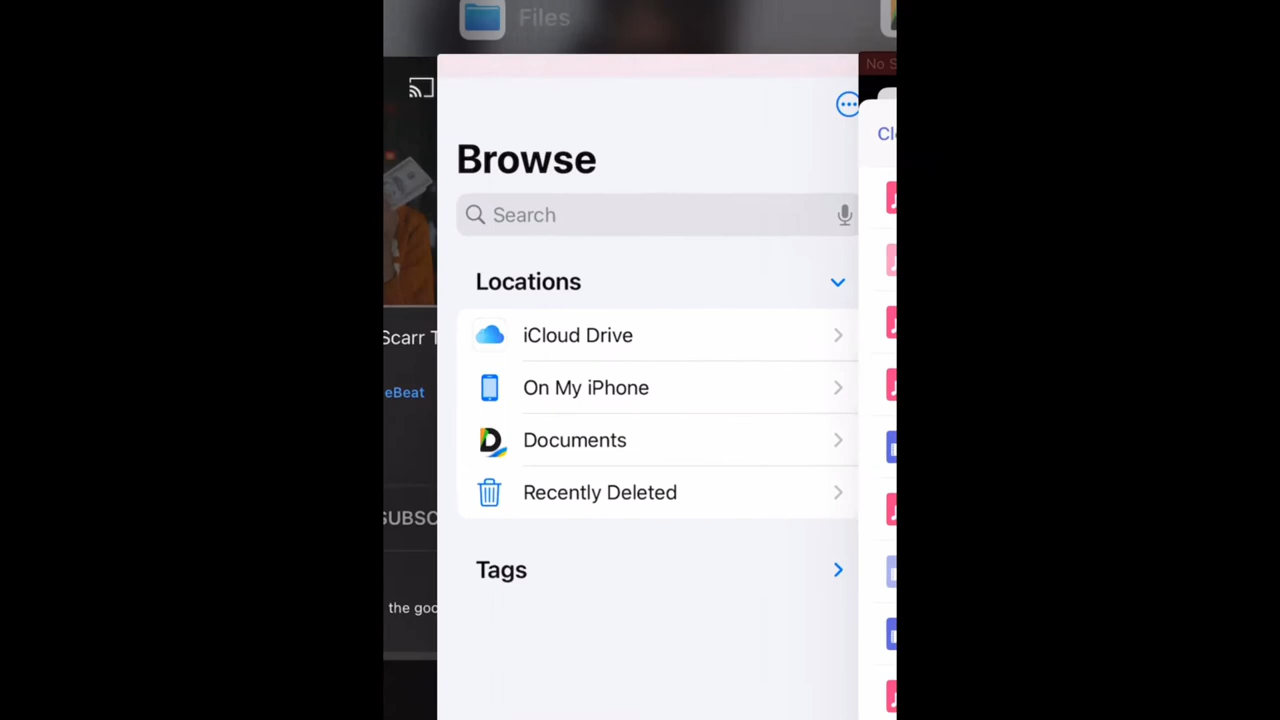 Files
No S
Cl
Browse
Search
Scarr T
Locations
iCloud Drive
On My iPhone
eBeat
Documents
Recently Deleted
SUBSC
Tags
the goo